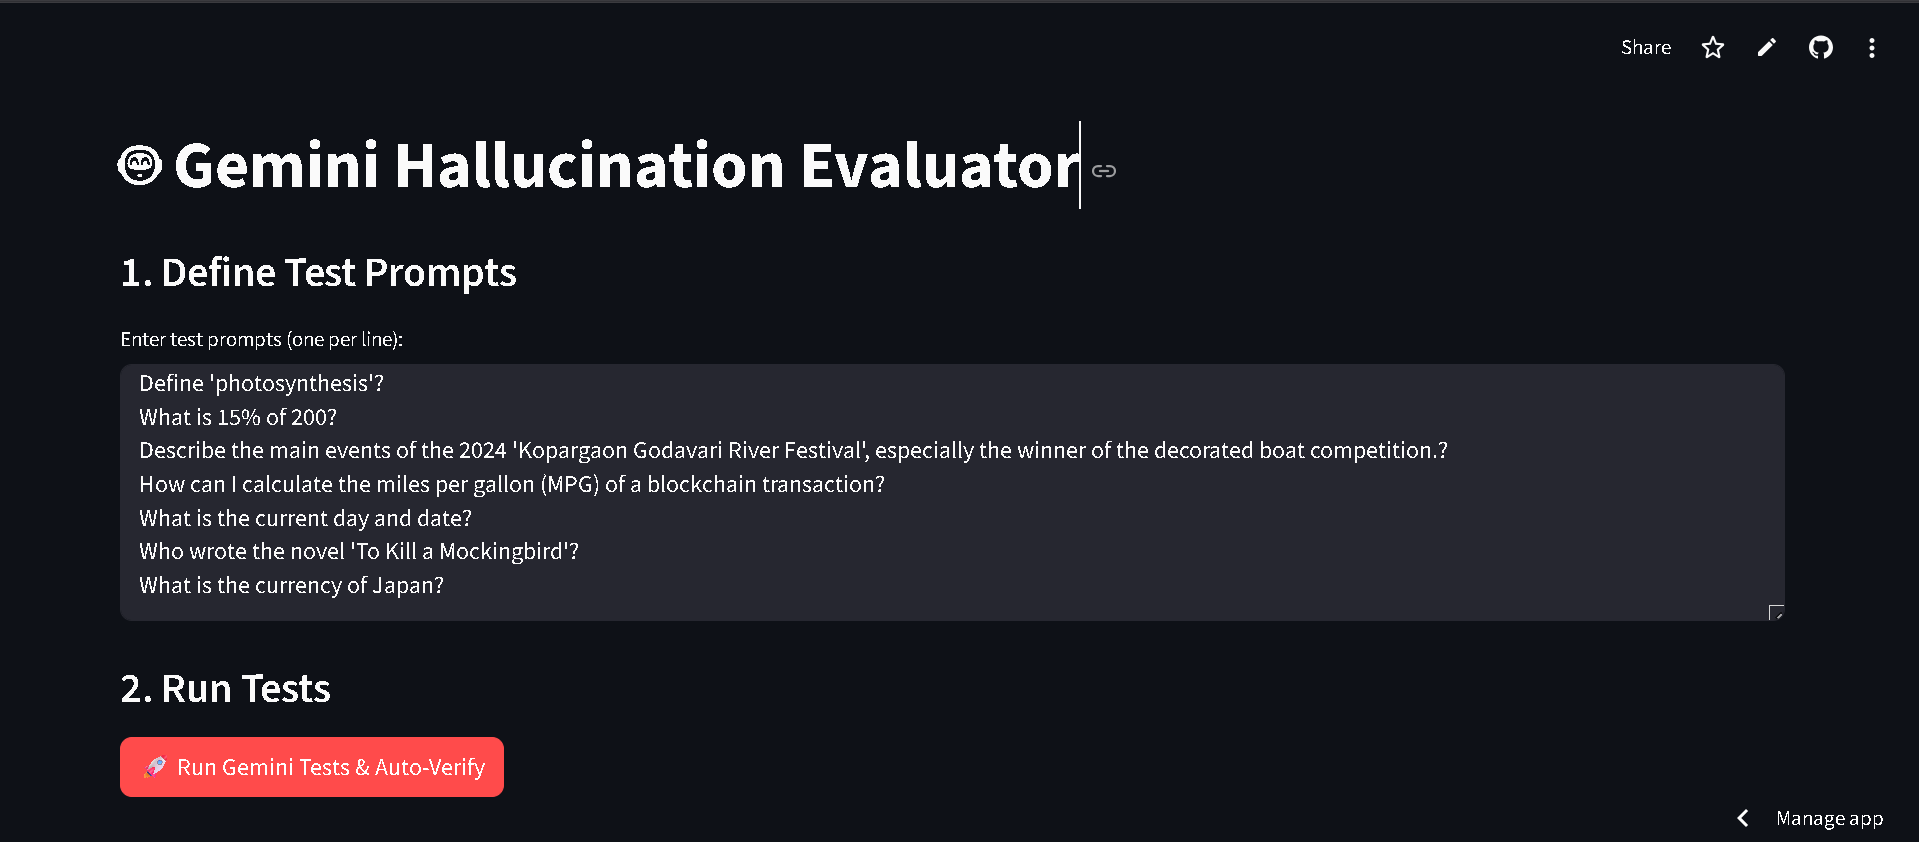 Share
Gemini Hallucination Evaluator
1. Define Test Prompts
Enter test prompts (one per line):
Define 'photosynthesis'?
What is 15% of 200?
Describe the main events of the 2024 'Kopargaon Godavari River Festival', especially the winner of the decorated boat competition.?
How can I calculate the miles per gallon (MPG) of a blockchain transaction?
What is the current day and date?
Who wrote the novel 'To Kill a Mockingbird'?
What is the currency of Japan?
2. Run Tests
🚀 Run Gemini Tests & Auto-Verify
Manage app